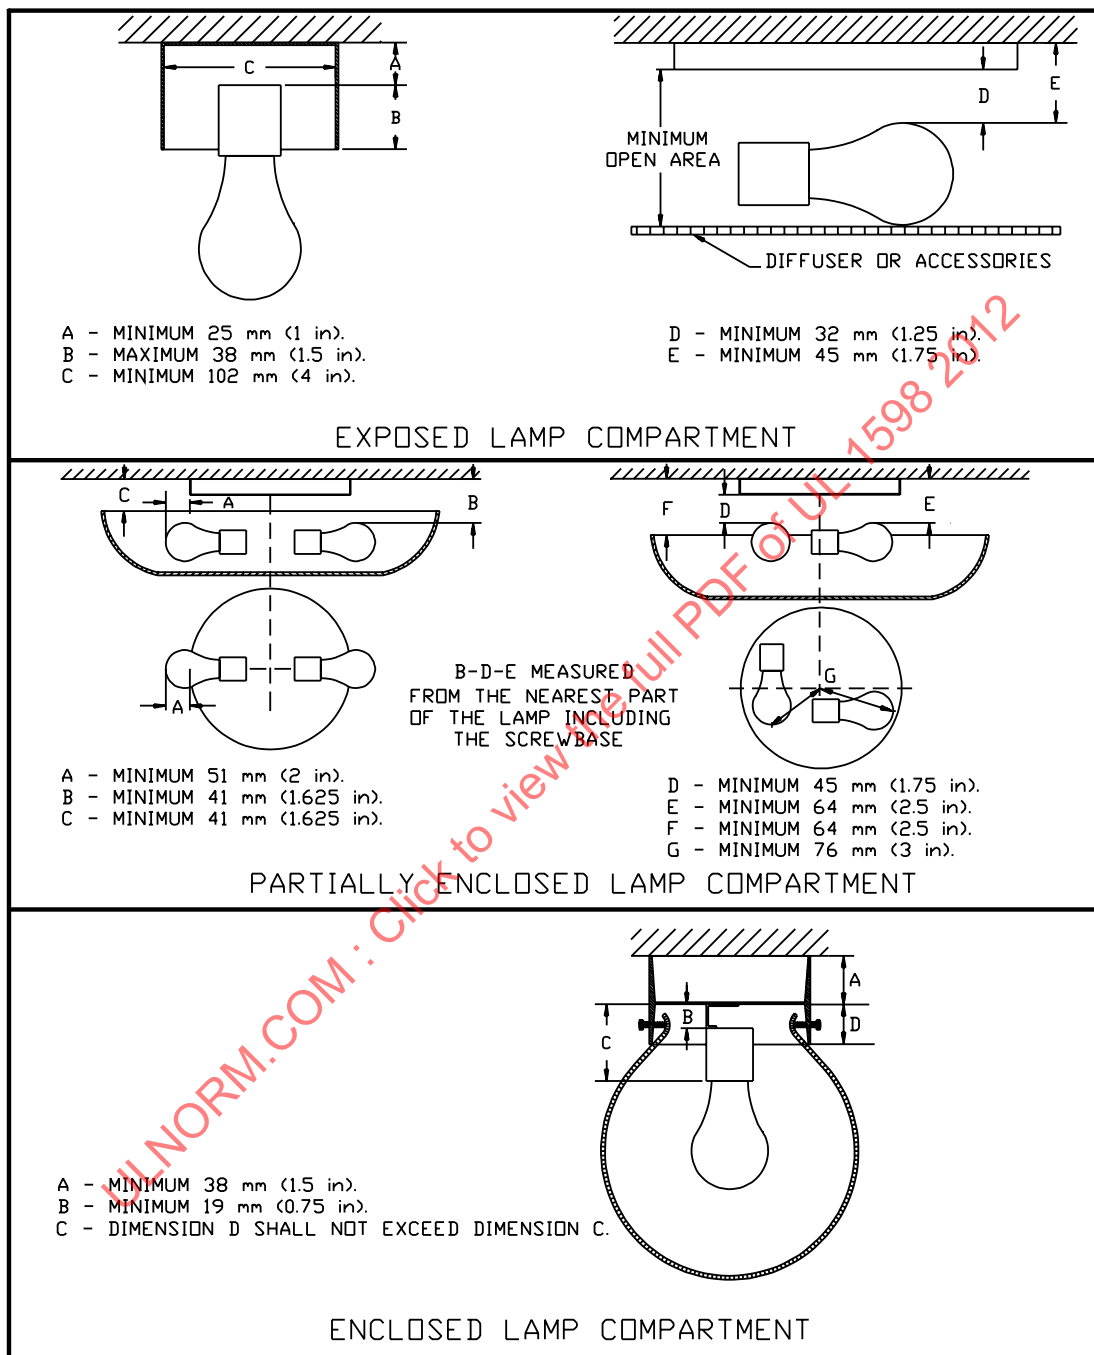 C
A
B
A - MINIMUM 25 mm (1 in).
B - MAXIMUM 38 mm (1.5 in).
C - MINIMUM 102 mm (4 in).
E
D
MINIMUM
OPEN AREA
DIFFUSER OR ACCESSORIES
D - MINIMUM 32 mm (1.25 in).
E - MINIMUM 45 mm (1.75 in).
EXPOSED LAMP COMPARTMENT
C
A
B
A
A - MINIMUM 51 mm (2 in).
B - MINIMUM 41 mm (1.625 in).
C - MINIMUM 41 mm (1.625 in).
B-D-E MEASURED
FROM THE NEAREST PART
OF THE LAMP INCLUDING
THE SCREWBASE
F
D
E
G
D - MINIMUM 45 mm (1.75 in).
E - MINIMUM 64 mm (2.5 in).
F - MINIMUM 64 mm (2.5 in).
G - MINIMUM 76 mm (3 in).
PARTIALLY ENCLOSED LAMP COMPARTMENT
A
B
D
C
A - MINIMUM 38 mm (1.5 in).
B - MINIMUM 19 mm (0.75 in).
C - DIMENSION D SHALL NOT EXCEED DIMENSION C.
ENCLOSED LAMP COMPARTMENT
ULNORM.COM : Click to view the full PDF of UL 1598 2012